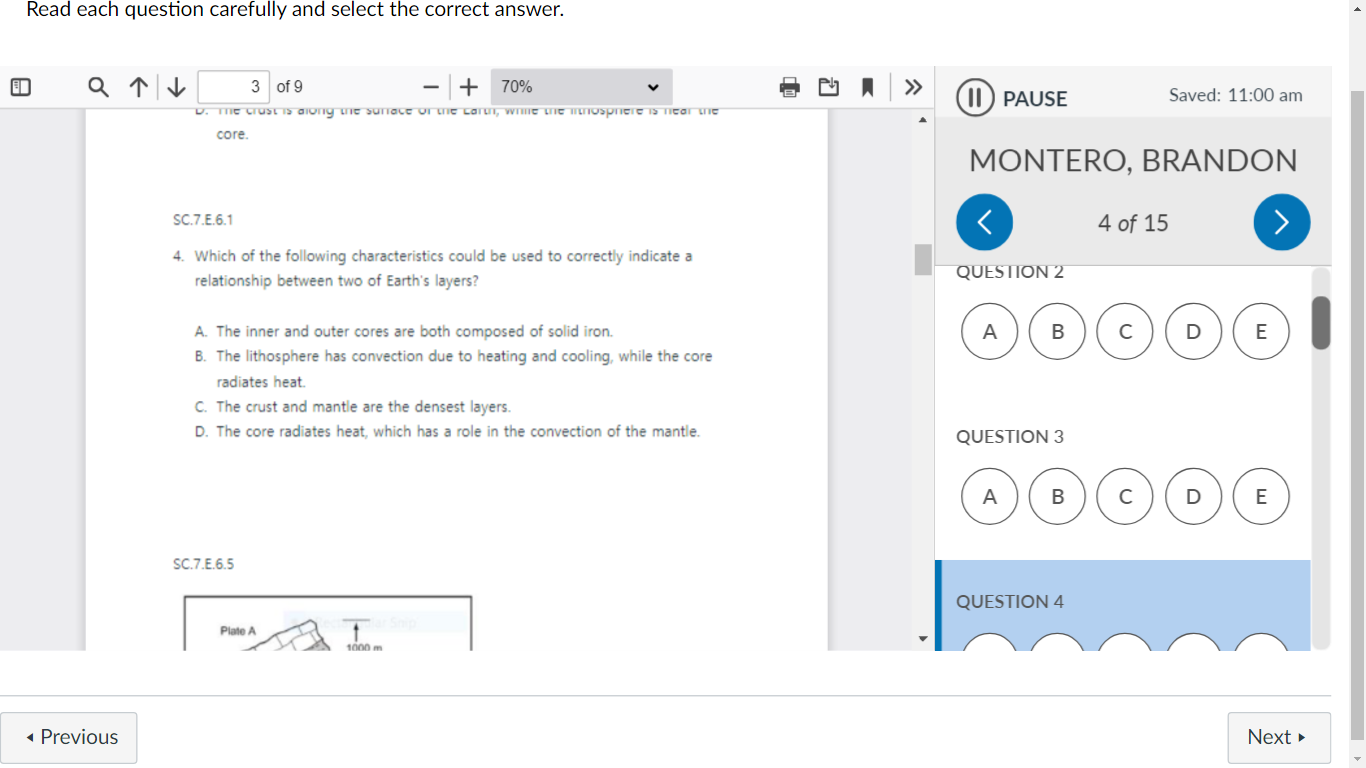 Read each question carefully and select the correct answer.
3 of 9
70%
D. The crust is along the surface of the Earth, while the lithosphere is near the
core.
SC.7.E.6.1
4. Which of the following characteristics could be used to correctly indicate a
relationship between two of Earth's layers?
A. The inner and outer cores are both composed of solid iron.
B. The lithosphere has convection due to heating and cooling, while the core
radiates heat.
C. The crust and mantle are the densest layers.
D. The core radiates heat, which has a role in the convection of the mantle.
SC.7.E.6.5
Plate A
1000 m
PAUSE
Saved: 11:00 am
MONTERO, BRANDON
4 of 15
QUESTION 2
A B C D E
QUESTION 3
A B C D E
QUESTION 4
Previous
Next